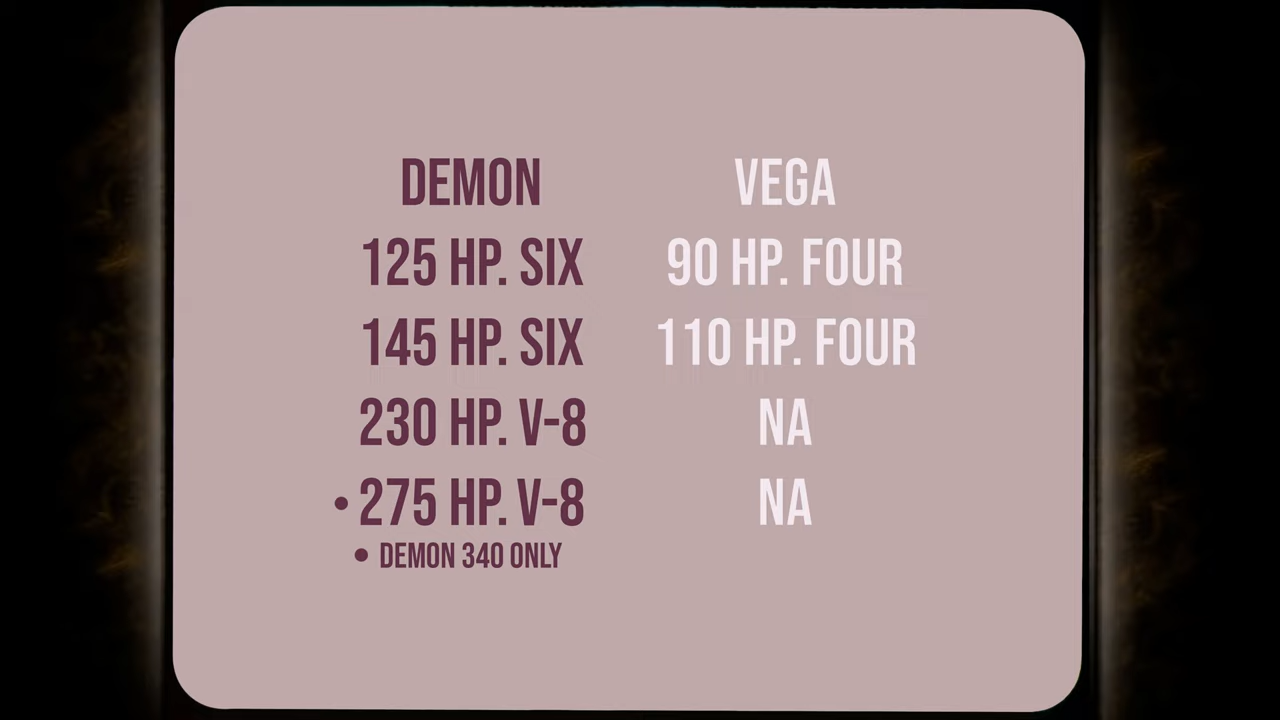 DEMON VEGA
125 HP. SIX 90 HP. FOUR
145 HP. SIX 110 HP. FOUR
230 HP. V-8 NA
• 275 HP. V-8 NA
• DEMON 340 ONLY